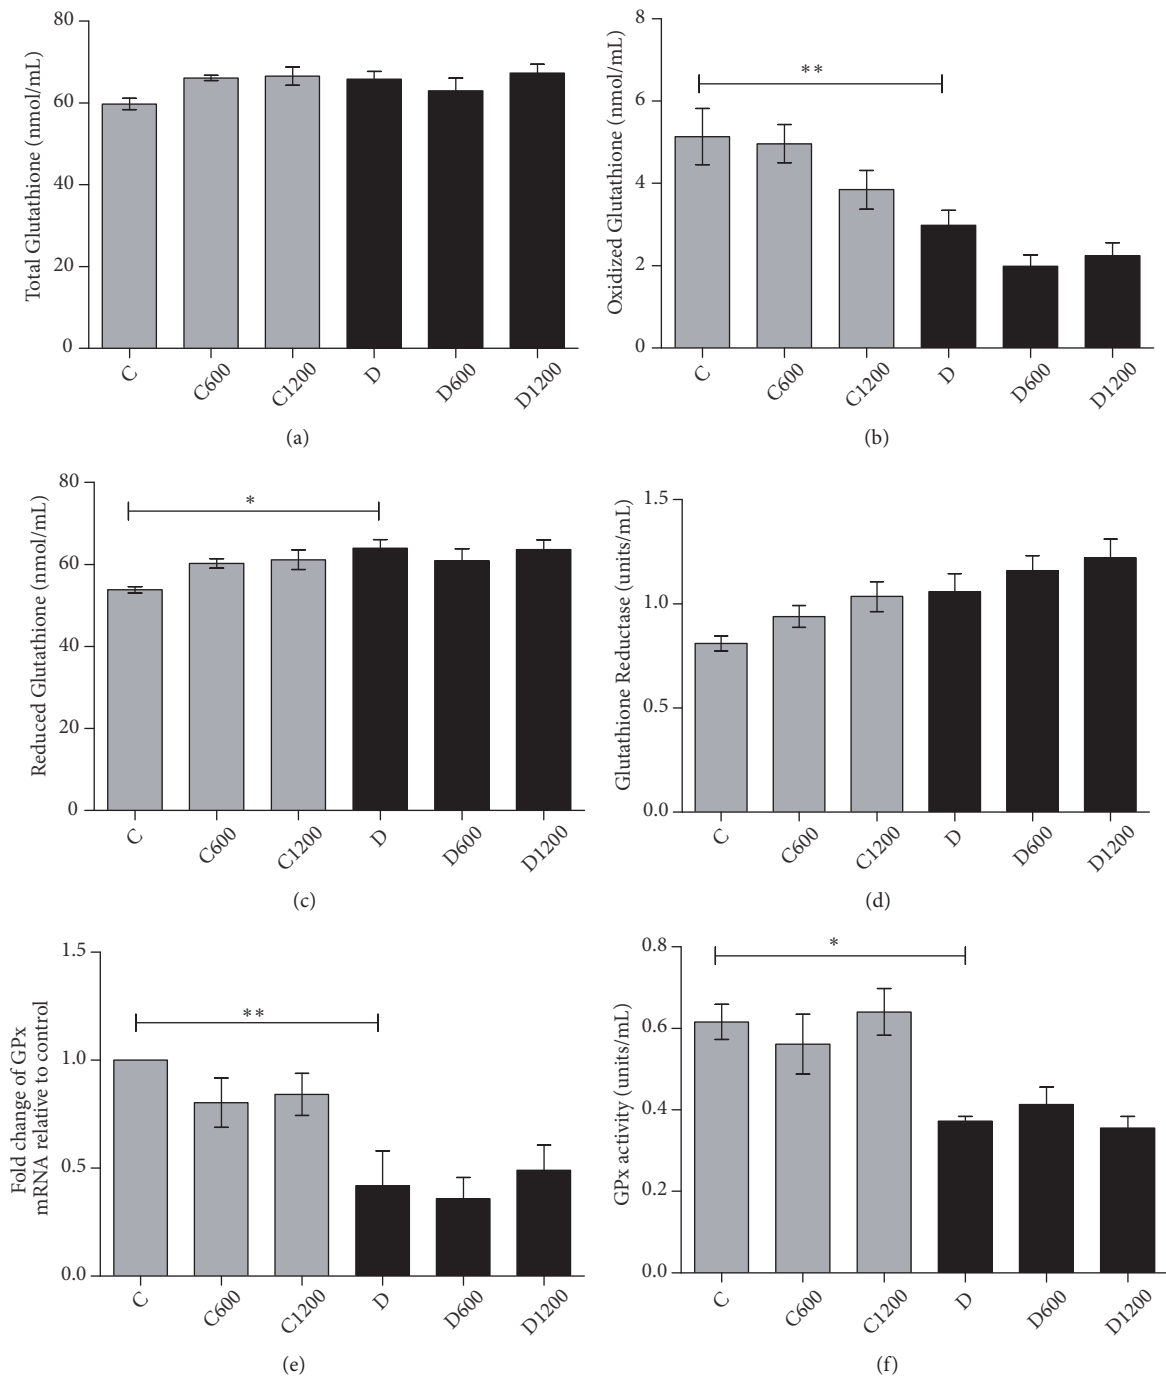 Total Glutathione (nmol/mL)
80
60
40
20
0
C
C600
C1200
D
D600
D1200
(a)
Oxidized Glutathione (nmol/mL)
8
6
4
2
0
**
C
C600
C1200
D
D600
D1200
(b)
Reduced Glutathione (nmol/mL)
80
60
40
20
0
*
C
C600
C1200
D
D600
D1200
(c)
Glutathione Reductase (units/mL)
1.5
1.0
0.5
0.0
C
C600
C1200
D
D600
D1200
(d)
Fold change of GPx
mRNA relative to control
1.5
1.0
0.5
0.0
**
C
C600
C1200
D
D600
D1200
(e)
GPx activity (units/mL)
0.8
0.6
0.4
0.2
0.0
*
C
C600
C1200
D
D600
D1200
(f)